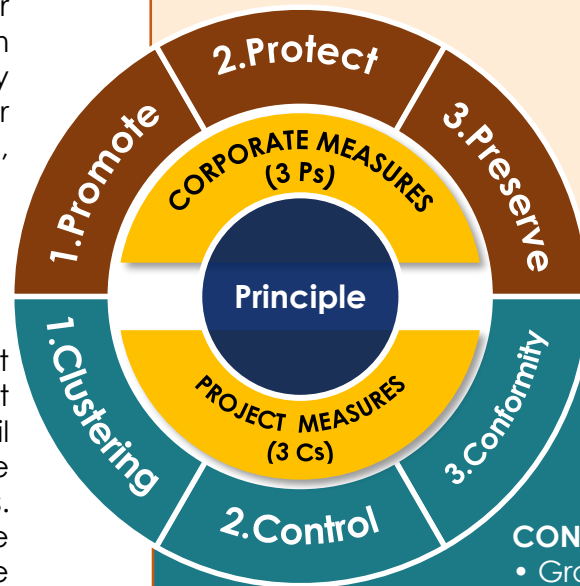 1.Promote
2.Protect
3.Preserve
CORPORATE MEASURES
(3 Ps)
Principle
PROJECT MEASURES
(3 Cs)
1.Clustering
2.Control
3.Conformity